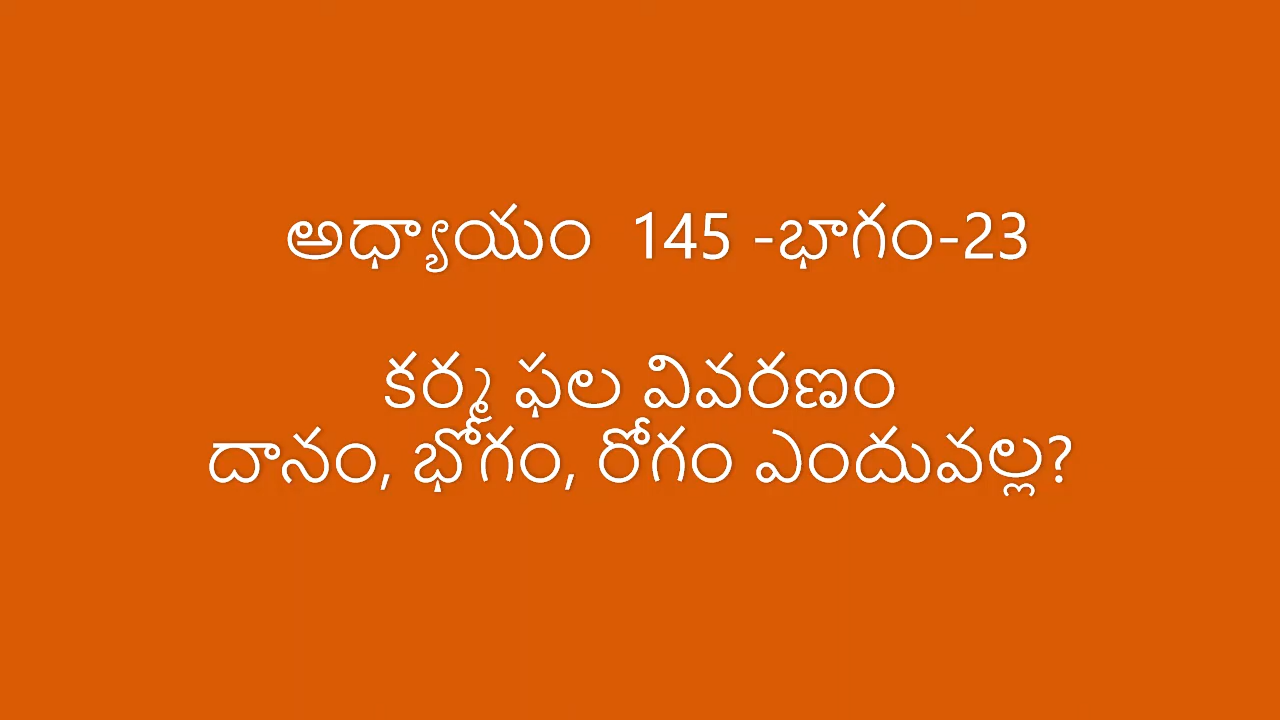 అధ్యాయం  145 -భాగం-23
కర్మ ఫల వివరణం
దానం, భోగం, రోగం ఎందువల్ల?